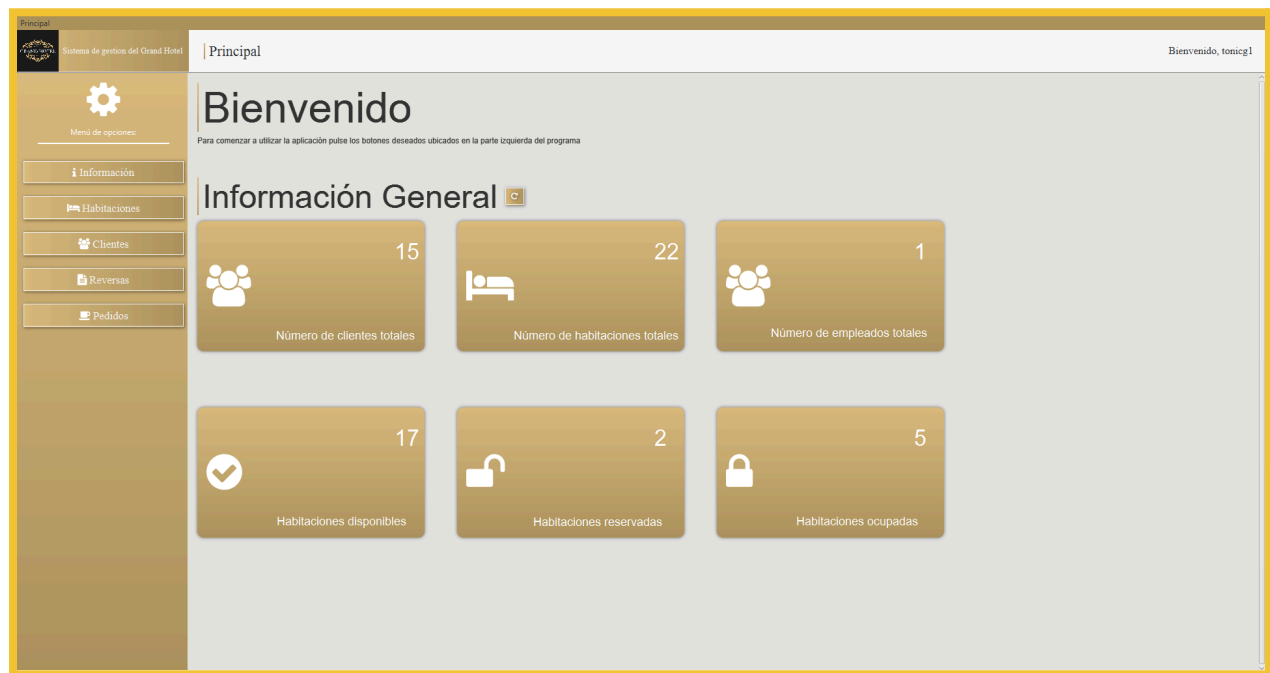 Principal
GRAND HOTEL
Sistema de gestion del Grand Hotel
Principal
Bienvenido, tonicg1
Menú de opciones:
Información
Habitaciones
Clientes
Reversas
Pedidos
Bienvenido
Para comenzar a utilizar la aplicación pulse los botones deseados ubicados en la parte izquierda del programa
Información General
15
Número de clientes totales
22
Número de habitaciones totales
1
Número de empleados totales
17
Habitaciones disponibles
2
Habitaciones reservadas
5
Habitaciones ocupadas